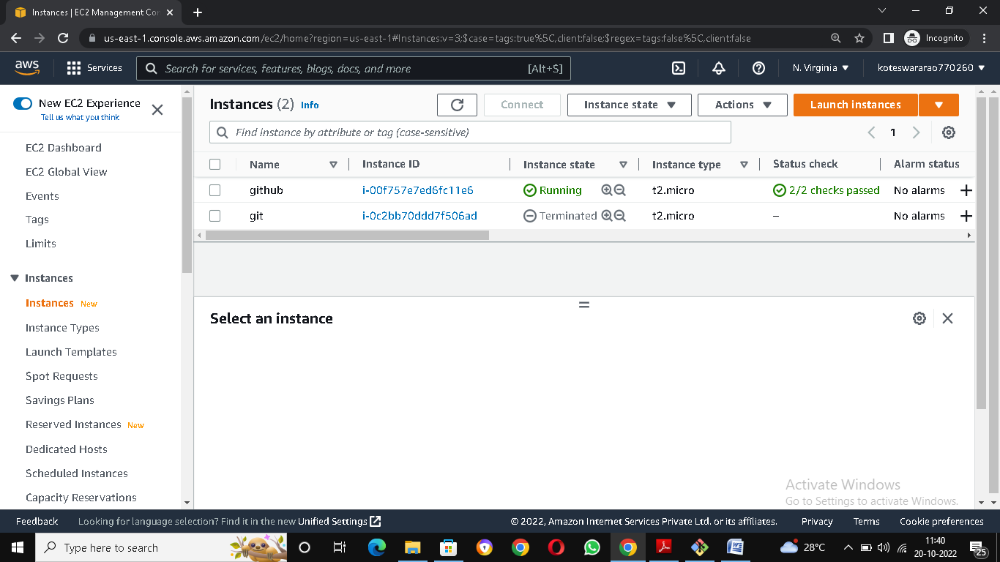 Instances | EC2 Management Con
us-east-1.console.aws.amazon.com/ec2/home?region=us-east-1#Instances:v=3;$case=tags:true%5C,client:false;$regex=tags:false%5C,client:false
Incognito
aws
Services
Search for services, features, blogs, docs, and more
[Alt+S]
N. Virginia
koteswararao770260
New EC2 Experience
Tell us what you think
EC2 Dashboard
EC2 Global View
Events
Tags
Limits
Instances
Instances New
Instance Types
Launch Templates
Spot Requests
Savings Plans
Reserved Instances New
Dedicated Hosts
Scheduled Instances
Capacity Reservations
Instances (2) Info
Connect
Instance state
Actions
Launch instances
Find instance by attribute or tag (case-sensitive)
1
Name Instance ID Instance state Instance type Status check Alarm status
github i-00f757e7ed6fc11e6 Running t2.micro 2/2 checks passed No alarms
git i-0c2bb70ddd7f506ad Terminated t2.micro – No alarms
Select an instance
Activate Windows
Go to Settings to activate Windows.
Feedback
Looking for language selection? Find it in the new Unified Settings
© 2022, Amazon Internet Services Private Ltd. or its affiliates.
Privacy
Terms
Cookie preferences
Type here to search
28°C
11:40
20-10-2022
25